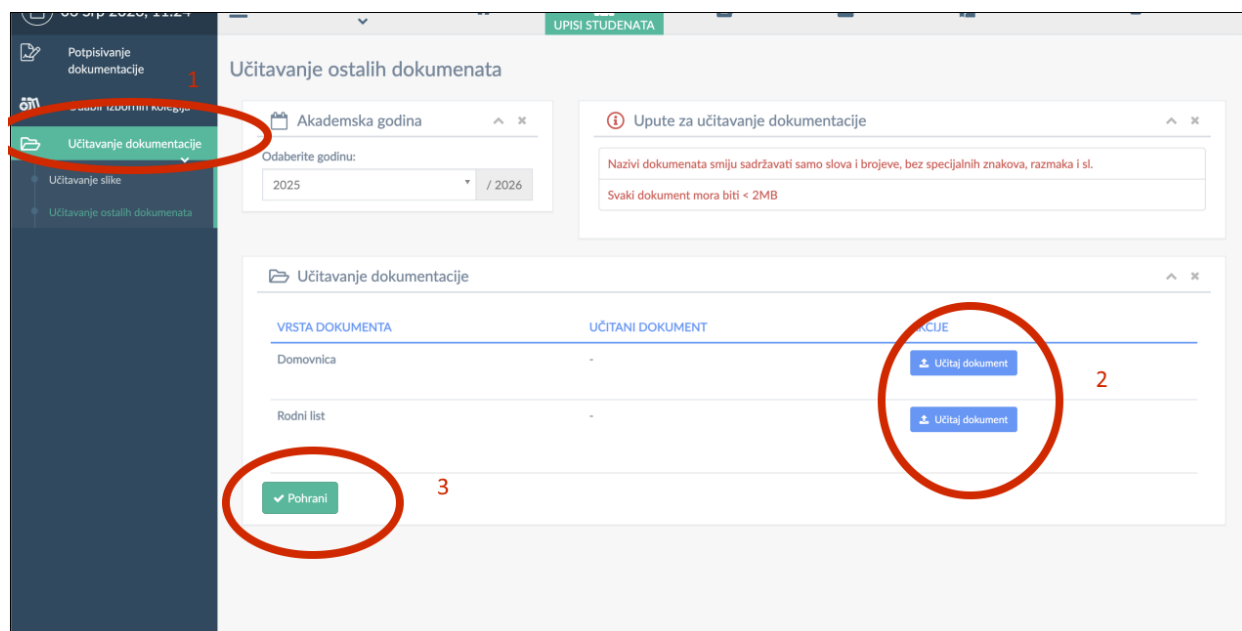 UPISI STUDENATA
Potpisivanje
dokumentacije
1
Učitavanje dokumentacije
Učitavanje slike
Učitavanje ostalih dokumenata
Učitavanje ostalih dokumenata
Akademska godina
Odaberite godinu:
2025
/ 2026
Upute za učitavanje dokumentacije
Nazivi dokumenata smiju sadržavati samo slova i brojeve, bez specijalnih znakova, razmaka i sl.
Svaki dokument mora biti < 2MB
Učitavanje dokumentacije
VRSTA DOKUMENTA UČITANI DOKUMENT
Domovnica - Učitaj dokument
2
Rodni list - Učitaj dokument
Pohrani
3